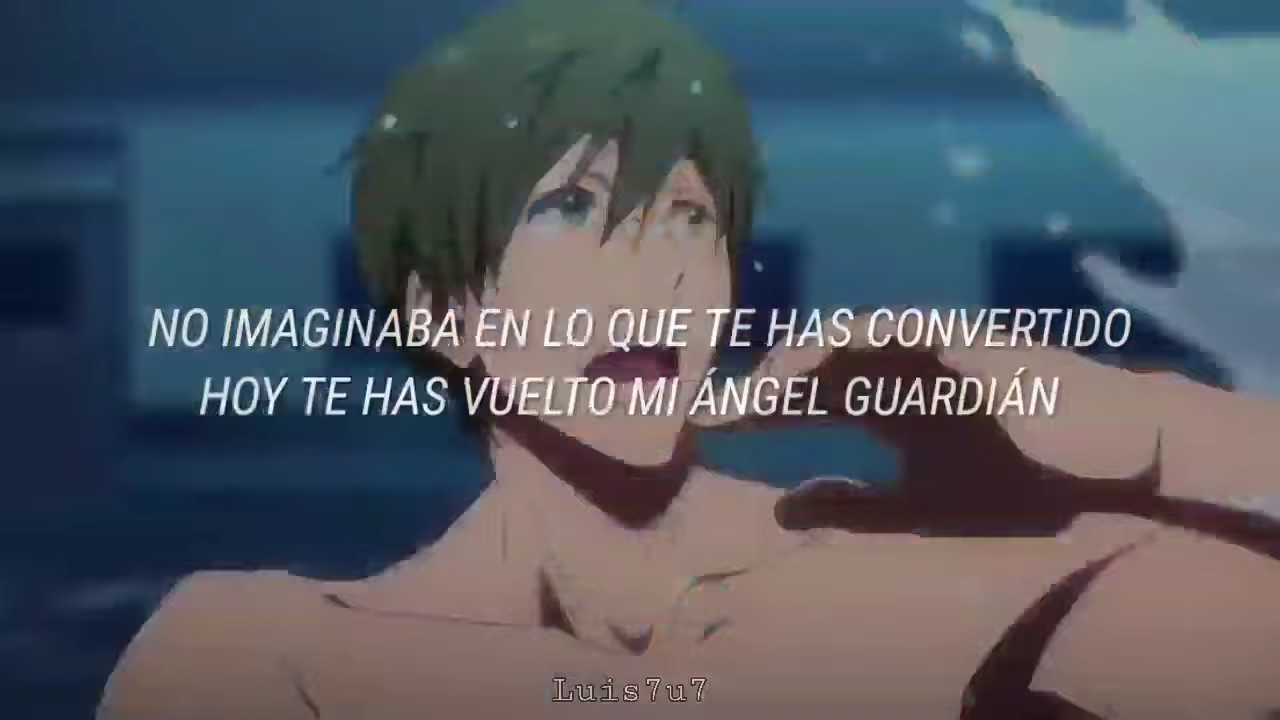 NO IMAGINABA EN LO QUE TE HAS CONVERTIDO
HOY TE HAS VUELTO MI ÁNGEL GUARDIÁN
Luis7u7